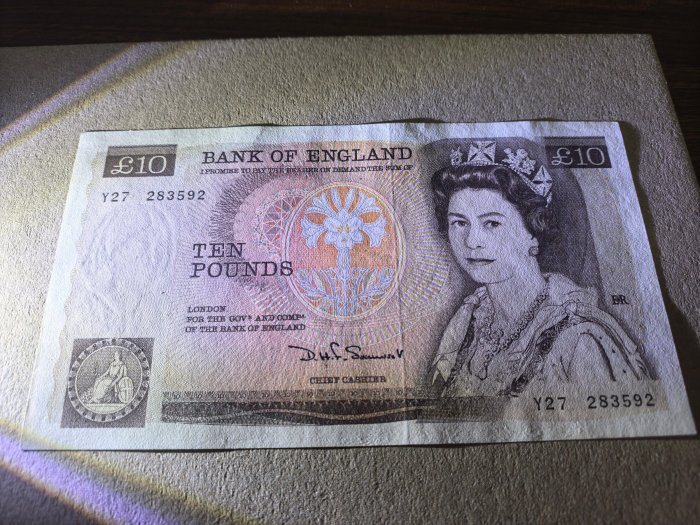 £10
BANK OF ENGLAND
£10
I PROMISE TO PAY THE BEARER ON DEMAND THE SUM OF
Y27 283592
TEN
POUNDS
LONDON
FOR THE GOVR AND COMPA
OF THE BANK OF ENGLAND
CHIEF CASHIER
Y27 283592